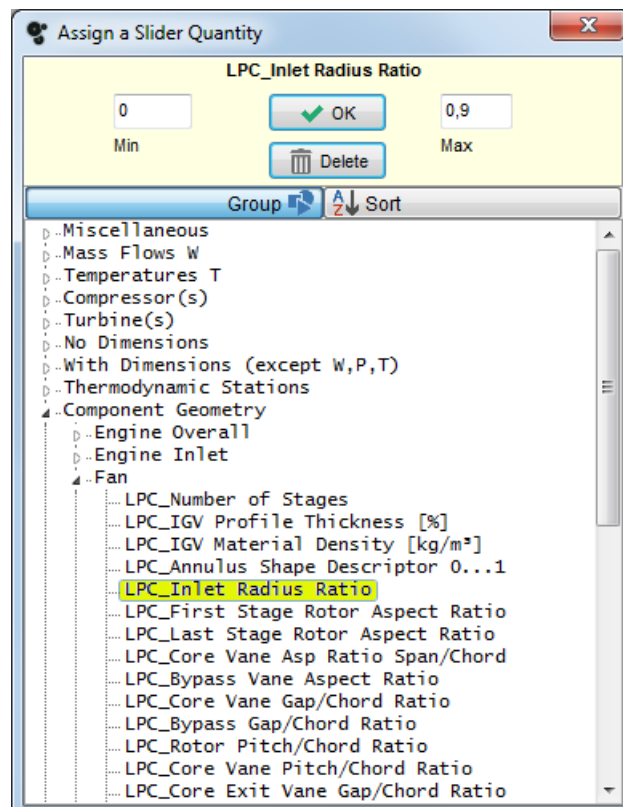 Assign a Slider Quantity
LPC_Inlet Radius Ratio
0 OK 0,9
Min Max
Delete
Group AZ Sort
Miscellaneous
Mass Flows W
Temperatures T
Compressor(s)
Turbine(s)
No Dimensions
With Dimensions (except W,P,T)
Thermodynamic Stations
Component Geometry
Engine Overall
Engine Inlet
Fan
LPC_Number of Stages
LPC_IGV Profile Thickness [%]
LPC_IGV Material Density [kg/m³]
LPC_Annulus Shape Descriptor 0...1
LPC_Inlet Radius Ratio
LPC_First Stage Rotor Aspect Ratio
LPC_Last Stage Rotor Aspect Ratio
LPC_Core Vane Asp Ratio Span/Chord
LPC_Bypass Vane Aspect Ratio
LPC_Core Vane Gap/Chord Ratio
LPC_Bypass Gap/Chord Ratio
LPC_Rotor Pitch/Chord Ratio
LPC_Core Vane Pitch/Chord Ratio
LPC_Core Exit Vane Gap/Chord Ratio